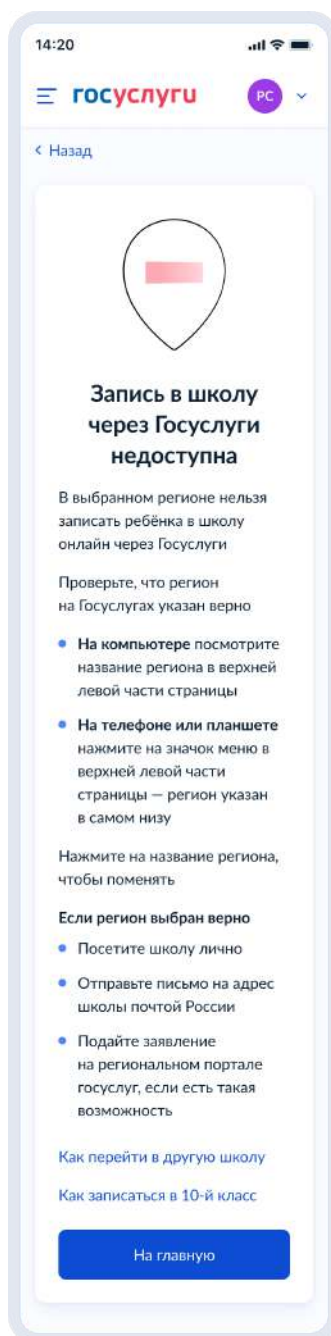 14:20
госуслуги
РС
Назад
Запись в школу
через Госуслуги
недоступна
В выбранном регионе нельзя
записать ребёнка в школу
онлайн через Госуслуги
Проверьте, что регион
на Госуслугах указан верно
На компьютере посмотрите
название региона в верхней
левой части страницы
На телефоне или планшете
нажмите на значок меню в
верхней левой части
страницы — регион указан
в самом низу
Нажмите на название региона,
чтобы поменять
Если регион выбран верно
Посетите школу лично
Отправьте письмо на адрес
школы почтой России
Подайте заявление
на региональном портале
госуслуг, если есть такая
возможность
Как перейти в другую школу
Как записаться в 10-й класс
На главную